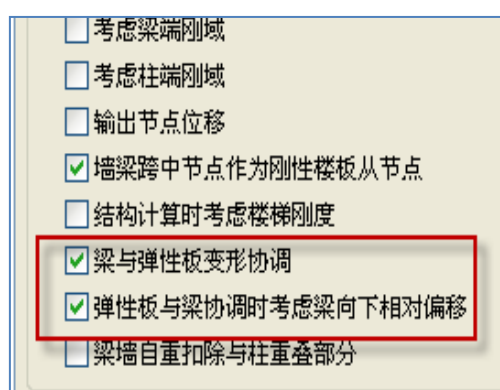 考虑梁端刚域
考虑柱端刚域
输出节点位移
墙梁跨中节点作为刚性楼板从节点
结构计算时考虑楼梯刚度
梁与弹性板变形协调
弹性板与梁协调时考虑梁向下相对偏移
梁墙自重扣除与柱重叠部分